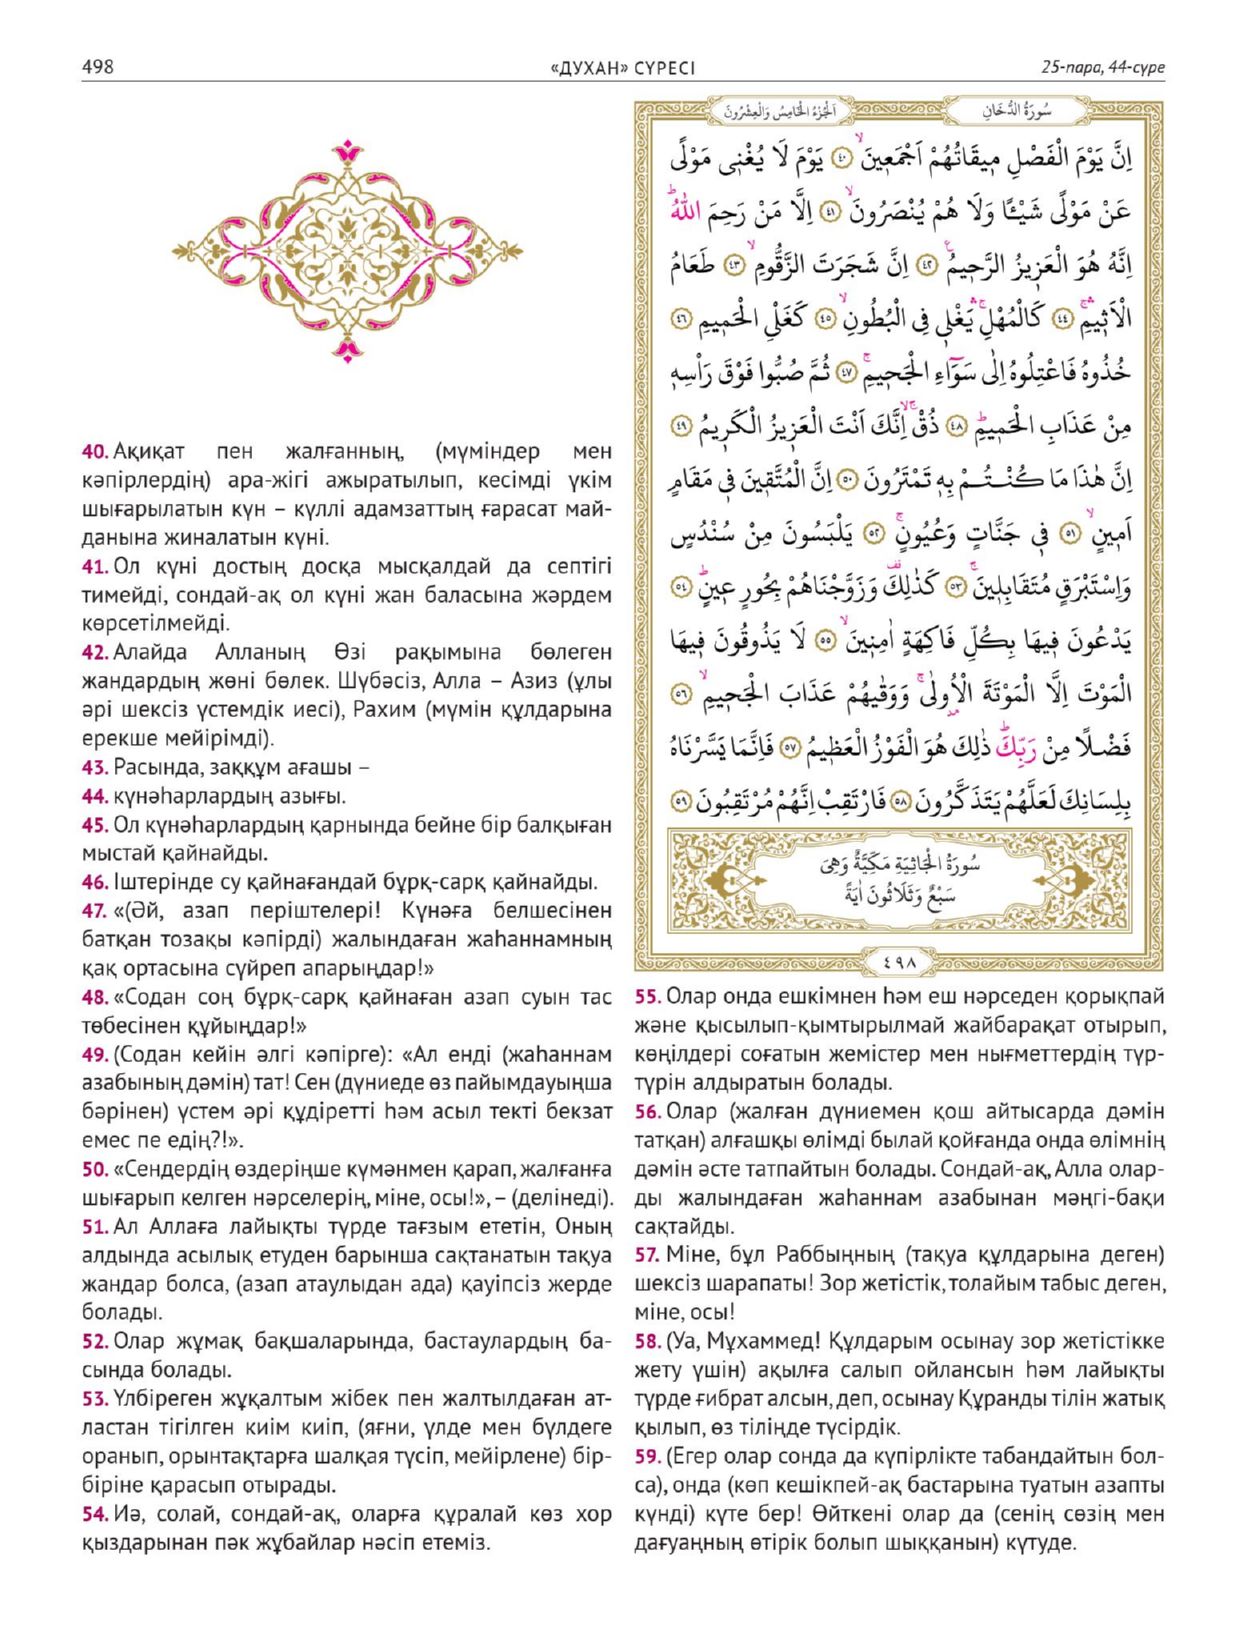 498
«ДУХАН» СҮРЕСІ
25-пара, 44-сүре
اَلْجُزْءُ الْخَامِسُ وَالْعِشْرُونَ
سُورَةُ الدُّخَانِ
اِنَّ يَوْمَ الْفَصْلِ م۪يقَاتُهُمْ اَجْمَع۪ينَۙ ﴿٤٠﴾ يَوْمَ لَا يُغْن۪ي مَوْلًى
عَنْ مَوْلًى شَيْـًٔا وَلَا هُمْ يُنْصَرُونَۙ ﴿٤١﴾ اِلَّا مَنْ رَحِمَ اللّٰهُۜ
اِنَّهُ هُوَ الْعَز۪يزُ الرَّح۪يمُ۟ ﴿٤٢﴾ اِنَّ شَجَرَتَ الزَّقُّومِۙ ﴿٤٣﴾ طَعَامُ
الْاَث۪يمِۚۛ ﴿٤٤﴾ كَالْمُهْلِۚۛ يَغْل۪ي فِي الْبُطُونِۙ ﴿٤٥﴾ كَغَلْيِ الْحَم۪يمِ ﴿٤٦﴾
خُذُوهُ فَاعْتِلُوهُ اِلٰى سَوَٓاءِ الْجَح۪يمِۚ ﴿٤٧﴾ ثُمَّ صُبُّوا فَوْقَ رَأْسِه۪
مِنْ عَذَابِ الْحَم۪يمِۜ ﴿٤٨﴾ ذُقْۚۙ اِنَّكَ اَنْتَ الْعَز۪يزُ الْكَر۪يمُ ﴿٤٩﴾
اِنَّ هٰذَا مَا كُنْتُمْ بِه۪ تَمْتَرُونَ ﴿٥٠﴾ اِنَّ الْمُتَّق۪ينَ ف۪ي مَقَامٍ
اَم۪ينٍۙ ﴿٥١﴾ ف۪ي جَنَّاتٍ وَعُيُونٍۚ ﴿٥٢﴾ يَلْبَسُونَ مِنْ سُنْدُسٍ
وَاِسْتَبْرَقٍ مُتَقَابِل۪ينَۚ ﴿٥٣﴾ كَذٰلِكَ۠ وَزَوَّجْنَاهُمْ بِحُورٍ ع۪ينٍۜ ﴿٥٤﴾
يَدْعُونَ ف۪يهَا بِكُلِّ فَاكِهَةٍ اٰمِن۪ينَۙ ﴿٥٥﴾ لَا يَذُوقُونَ ف۪يهَا
الْمَوْتَ اِلَّا الْمَوْتَةَ الْاُو۫لٰىۚ وَوَقٰيهُمْ عَذَابَ الْجَح۪يمِۙ ﴿٥٦﴾
فَضْلًا مِنْ رَبِّكَۜ ذٰلِكَ هُوَ الْفَوْزُ الْعَظ۪يمُ ﴿٥٧﴾ فَاِنَّمَا يَسَّرْنَاهُ
بِلِسَانِكَ لَعَلَّهُمْ يَتَذَكَّرُونَ ﴿٥٨﴾ فَارْتَقِبْ اِنَّهُمْ مُرْتَقِبُونَ ﴿٥٩﴾
سُورَةُ الْجَاثِيَةِ مَكِّيَّةٌ وَهِيَ
سَبْعٌ وَثَلَاثُونَ اٰيَةً
٤٩٨
40. Ақиқат пен жалғанның, (мүміндер мен
кәпірлердің) ара-жігі ажыратылып, кесімді үкім
шығарылатын күн – күллі адамзаттың ғарасат май-
данына жиналатын күні.
41. Ол күні достың досқа мысқалдай да септігі
тимейді, сондай-ақ ол күні жан баласына жәрдем
көрсетілмейді.
42. Алайда Алланың Өзі рақымына бөлеген
жандардың жөні бөлек. Шүбәсіз, Алла – Азиз (ұлы
әрі шексіз үстемдік иесі), Рахим (мүмін құлдарына
ерекше мейірімді).
43. Расында, заққұм ағашы –
44. күнәһарлардың азығы.
45. Ол күнәһарлардың қарнында бейне бір балқыған
мыстай қайнайды.
46. Іштерінде су қайнағандай бұрқ-сарқ қайнайды.
47. «(Әй, азап періштелері! Күнәға белшесінен
батқан тозақы кәпірді) жалындаған жаһаннамның
қақ ортасына сүйреп апарыңдар!»
48. «Содан соң бұрқ-сарқ қайнаған азап суын тас
төбесінен құйыңдар!»
49. (Содан кейін әлгі кәпірге): «Ал енді (жаһаннам
азабының дәмін) тат! Сен (дүниеде өз пайымдауыңша
бәрінен) үстем әрі құдіретті һәм асыл текті бекзат
емес пе едің?!».
50. «Сендердің өздеріңше күмәнмен қарап, жалғанға
шығарып келген нәрселерің, міне, осы!», – (делінеді).
51. Ал Аллаға лайықты түрде тағзым ететін, Оның
алдында асылық етуден барынша сақтанатын тақуа
жандар болса, (азап атаулыдан ада) қауіпсіз жерде
болады.
52. Олар жұмақ бақшаларында, бастаулардың ба-
сында болады.
53. Үлбіреген жұқалтым жібек пен жалтылдаған ат-
ластан тігілген киім киіп, (яғни, үлде мен бүлдеге
оранып, орынтақтарға шалқая түсіп, мейірлене) бір-
біріне қарасып отырады.
54. Иә, солай, сондай-ақ, оларға құралай көз хор
қыздарынан пәк жұбайлар нәсіп етеміз.
55. Олар онда ешкімнен һәм еш нәрседен қорықпай
және қысылып-қымтырылмай жайбарақат отырып,
көңілдері соғатын жемістер мен нығметтердің түр-
түрін алдыратын болады.
56. Олар (жалған дүниемен қош айтысарда дәмін
татқан) алғашқы өлімді былай қойғанда онда өлімнің
дәмін әсте татпайтын болады. Сондай-ақ, Алла олар-
ды жалындаған жаһаннам азабынан мәңгі-бақи
сақтайды.
57. Міне, бұл Раббыңның (тақуа құлдарына деген)
шексіз шарапаты! Зор жетістік, толайым табыс деген,
міне, осы!
58. (Уа, Мұхаммед! Құлдарым осынау зор жетістікке
жету үшін) ақылға салып ойлансын һәм лайықты
түрде ғибрат алсын, деп, осынау Құранды тілін жатық
қылып, өз тіліңде түсірдік.
59. (Егер олар сонда да күпірлікте табандайтын бол-
са), онда (көп кешікпей-ақ бастарына туатын азапты
күнді) күте бер! Өйткені олар да (сенің сөзің мен
дағуаңның өтірік болып шыққанын) күтуде.